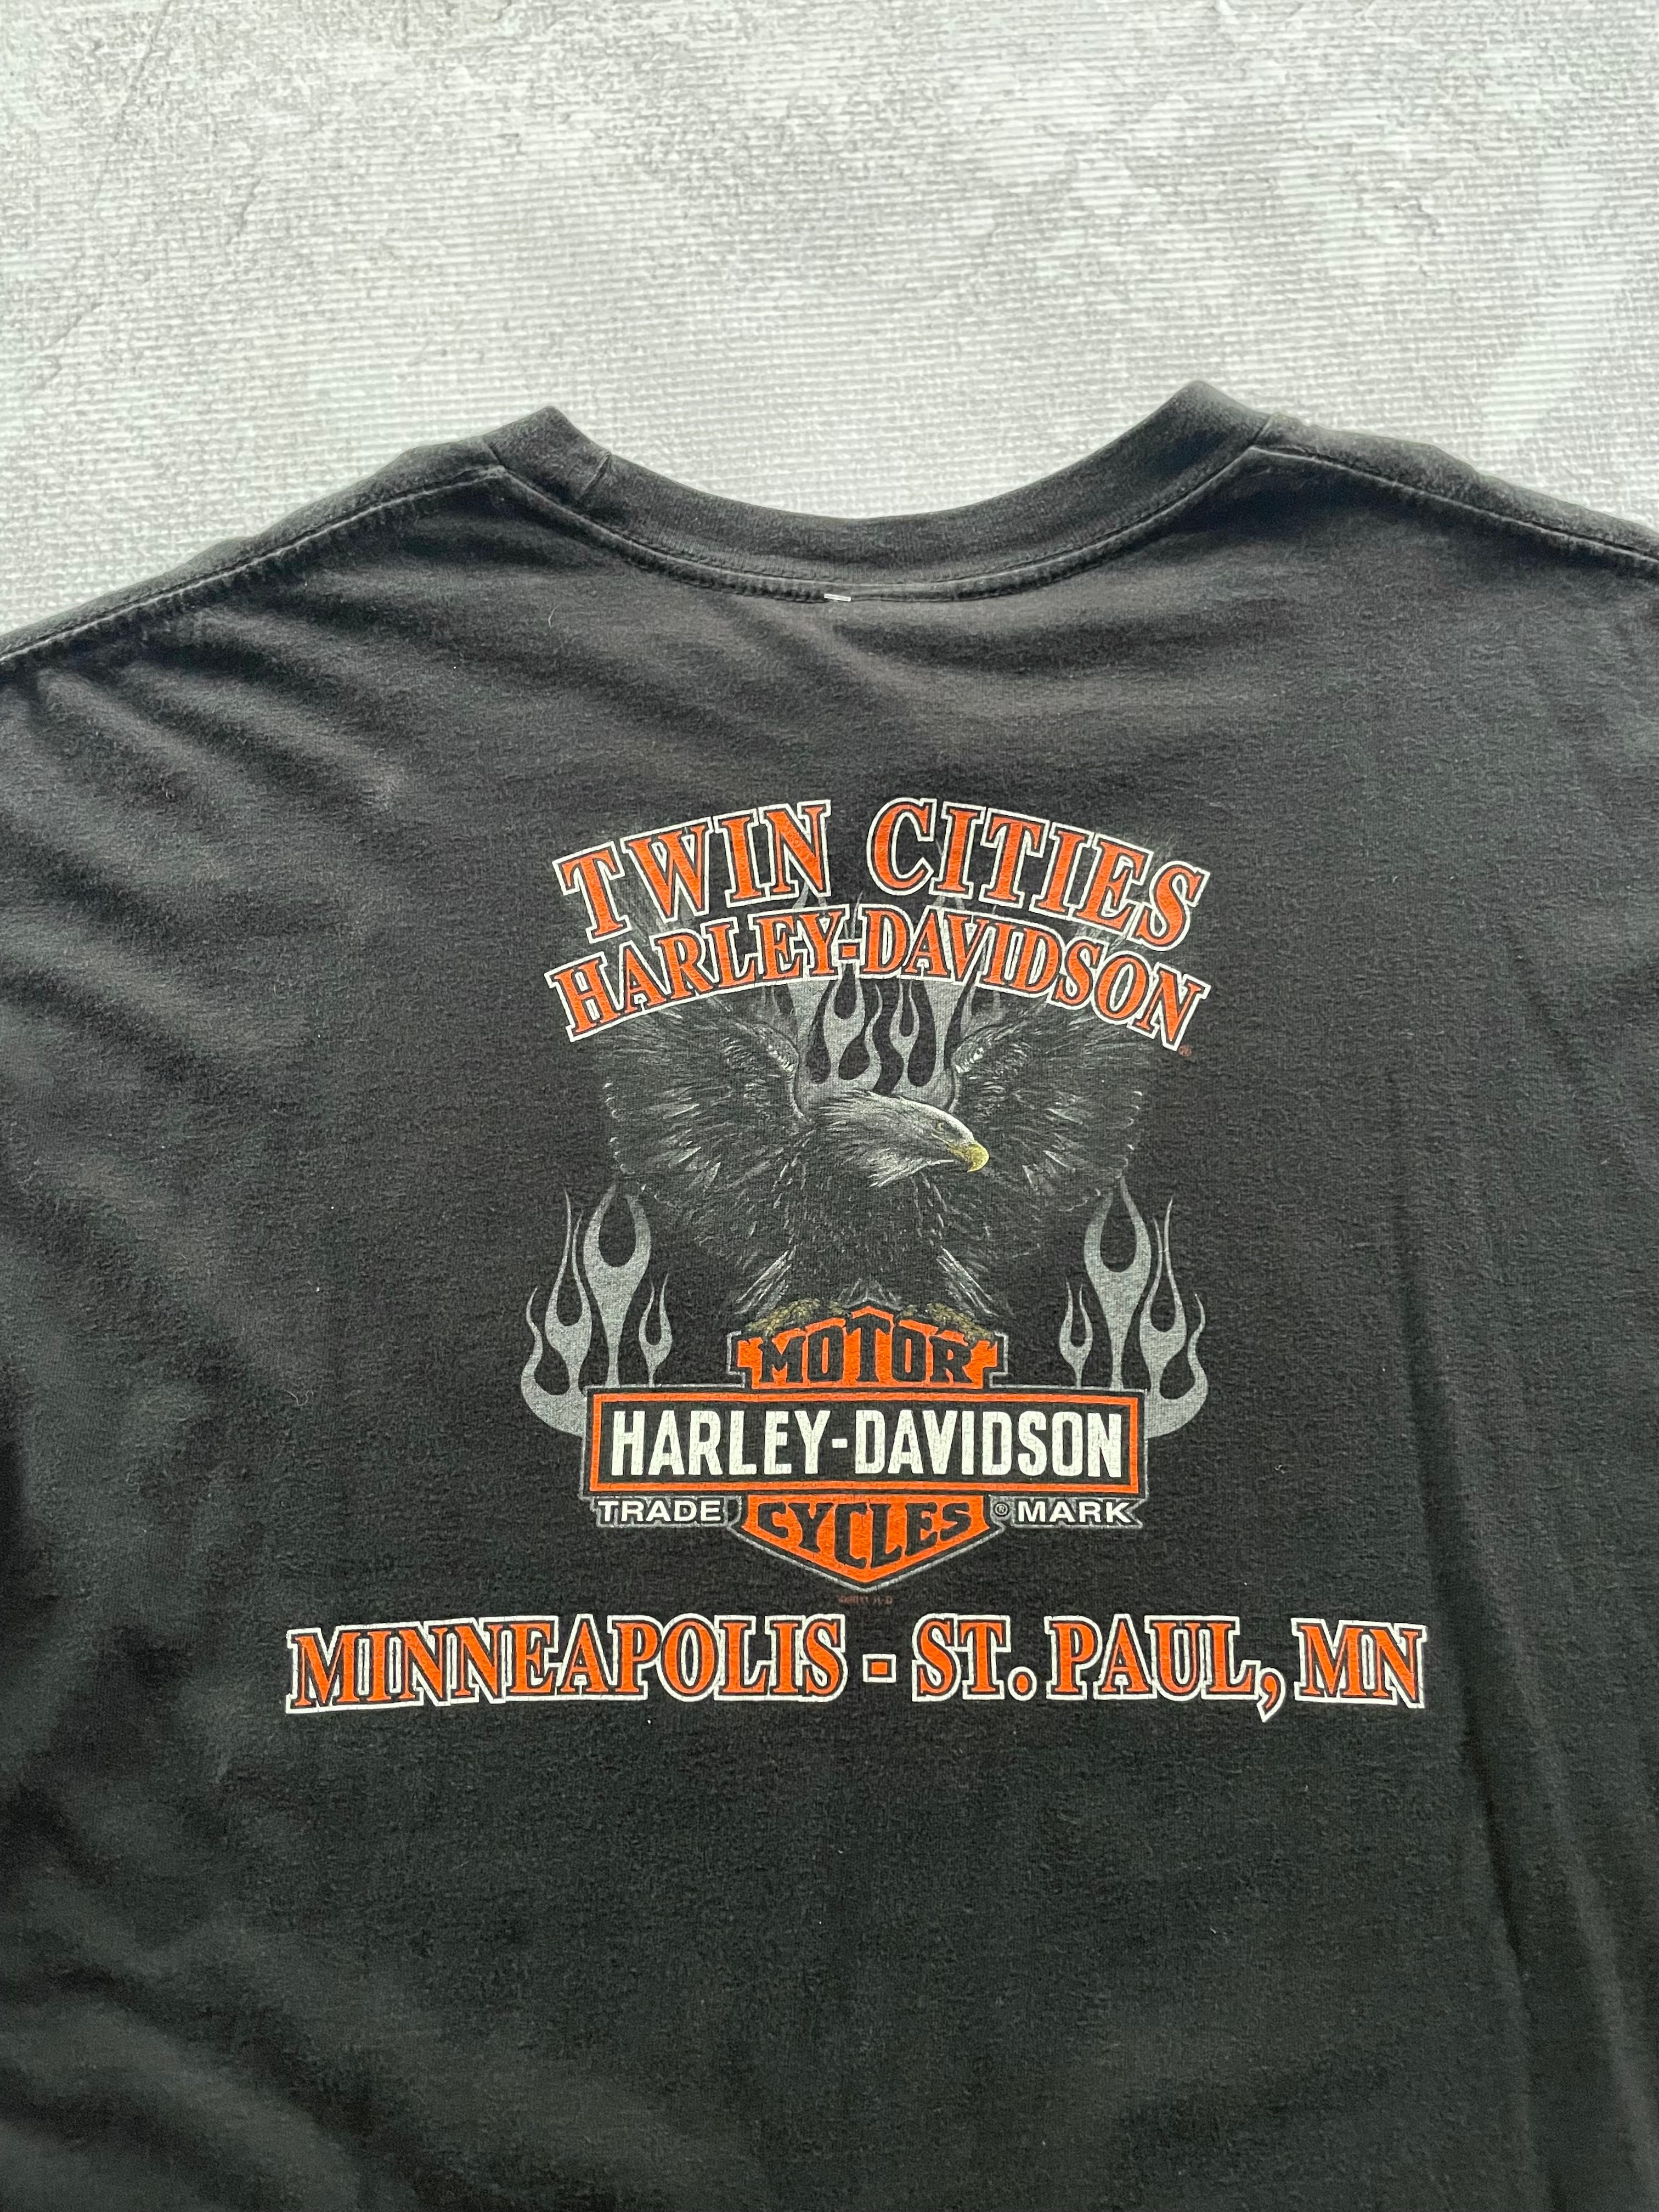 TWIN CITIES
HARLEY-DAVIDSON
MOTOR
HARLEY-DAVIDSON
TRADE ® MARK
CYCLES
MINNEAPOLIS - ST. PAUL, MN